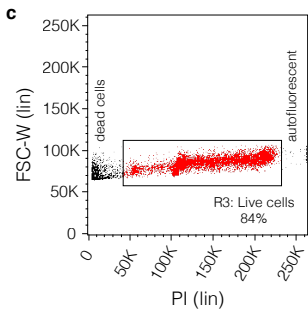 c
250K
200K
150K
100K
50K
0
FSC-W (lin)
dead cells
autofluorescent
R3: Live cells
84%
0
50K
100K
150K
200K
250K
PI (lin)